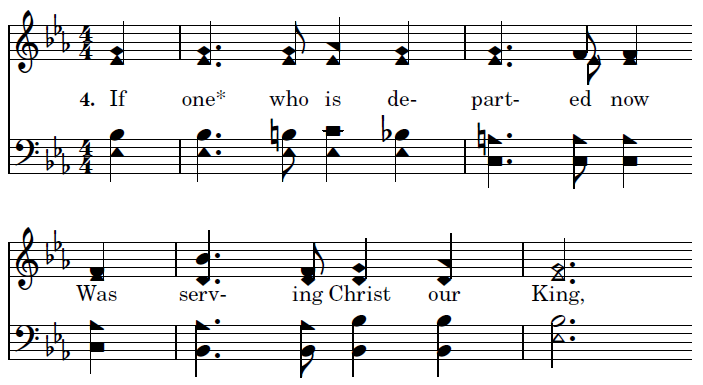 4. If one* who is de- part- ed now
Was serv- ing Christ our King,